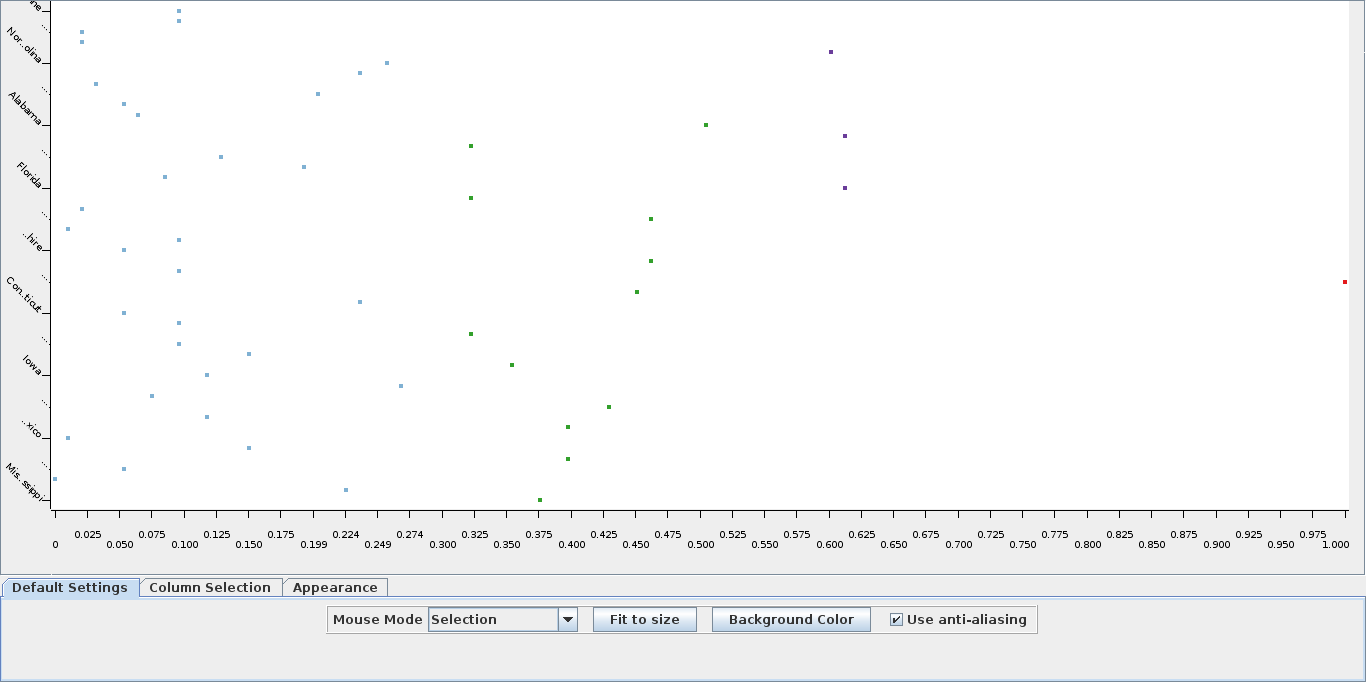 ...ne
...
Nor..olina
...
Alabama
...
Florida
...
...hire
...
Con..ticut
...
Iowa
...
...xico
...
Mis..ssippi
0.025 0.075 0.125 0.175 0.224 0.274 0.325 0.375 0.425 0.475 0.525 0.575 0.625 0.675 0.725 0.775 0.825 0.875 0.925 0.975
0 0.050 0.100 0.150 0.199 0.249 0.300 0.350 0.400 0.450 0.500 0.550 0.600 0.650 0.700 0.750 0.800 0.850 0.900 0.950 1.000
Default Settings Column Selection Appearance
Mouse Mode Selection Fit to size Background Color Use anti-aliasing